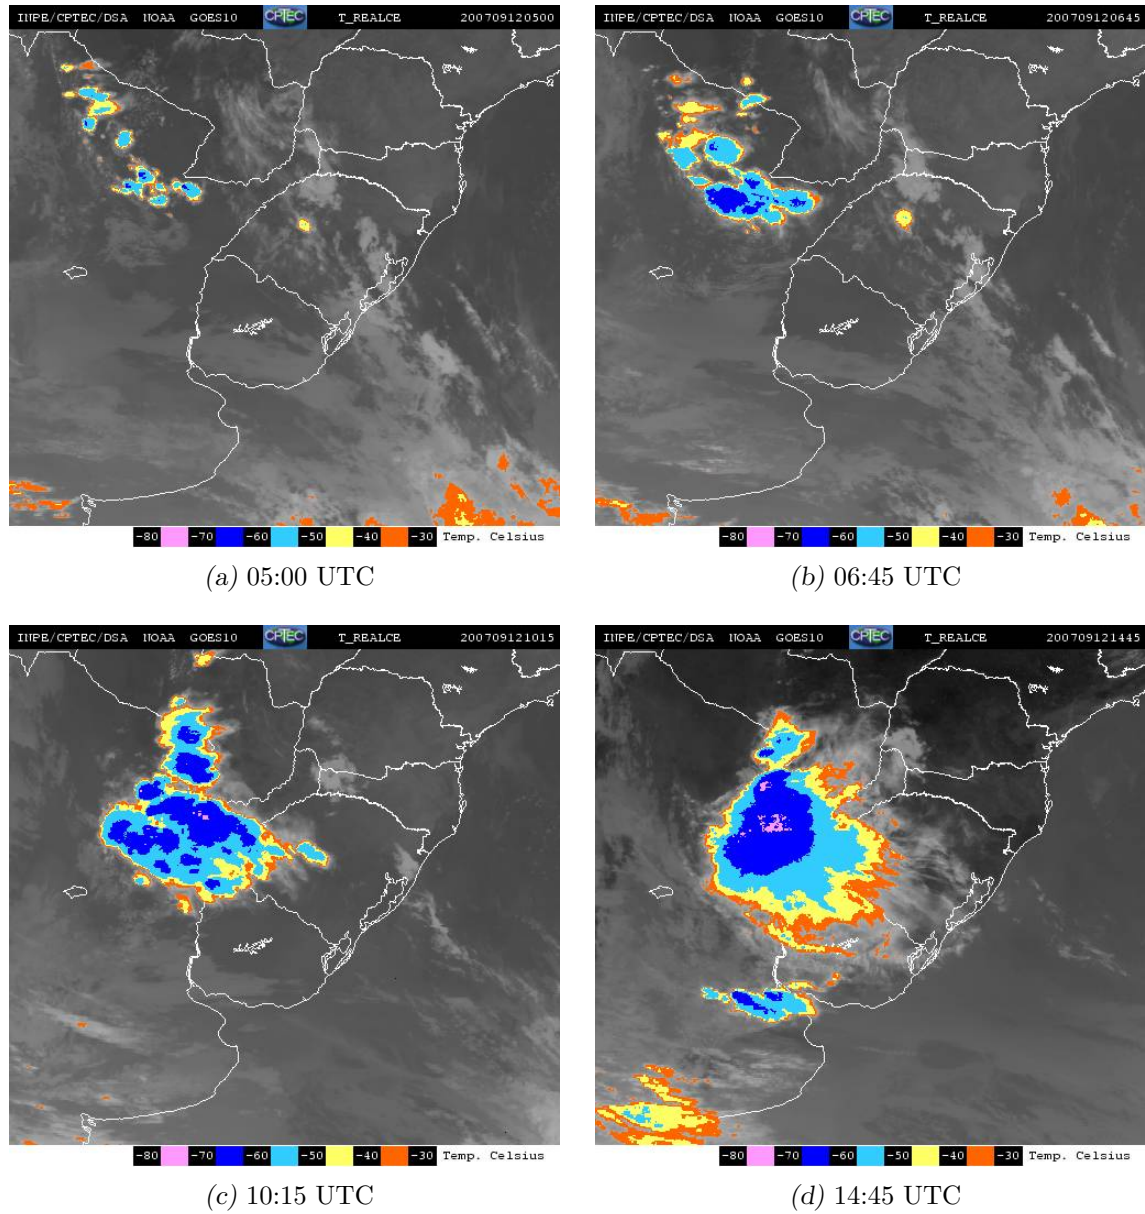 INPE/CPTEC/DSA NOAA GOES10 CPTEC T_REALCE 200709120500
-80 -70 -60 -50 -40 -30 Temp. Celsius
(a) 05:00 UTC
INPE/CPTEC/DSA NOAA GOES10 CPTEC T_REALCE 200709120645
-80 -70 -60 -50 -40 -30 Temp. Celsius
(b) 06:45 UTC
INPE/CPTEC/DSA NOAA GOES10 CPTEC T_REALCE 200709121015
-80 -70 -60 -50 -40 -30 Temp. Celsius
(c) 10:15 UTC
INPE/CPTEC/DSA NOAA GOES10 CPTEC T_REALCE 200709121445
-80 -70 -60 -50 -40 -30 Temp. Celsius
(d) 14:45 UTC